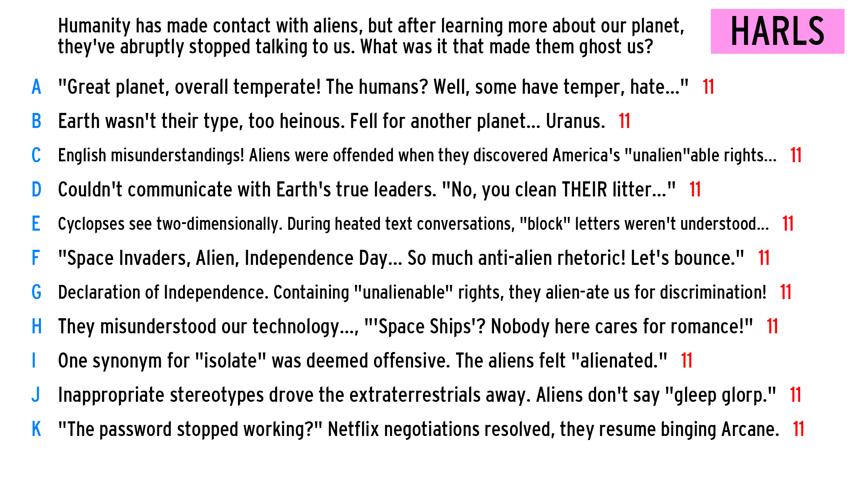 Humanity has made contact with aliens, but after learning more about our planet,
they've abruptly stopped talking to us. What was it that made them ghost us?
HARLS
A "Great planet, overall temperate! The humans? Well, some have temper, hate..." 11
B Earth wasn't their type, too heinous. Fell for another planet... Uranus. 11
C English misunderstandings! Aliens were offended when they discovered America's "unalien"able rights... 11
D Couldn't communicate with Earth's true leaders. "No, you clean THEIR litter..." 11
E Cyclopses see two-dimensionally. During heated text conversations, "block" letters weren't understood... 11
F "Space Invaders, Alien, Independence Day... So much anti-alien rhetoric! Let's bounce." 11
G Declaration of Independence. Containing "unalienable" rights, they alien-ate us for discrimination! 11
H They misunderstood our technology..., "'Space Ships'? Nobody here cares for romance!" 11
I One synonym for "isolate" was deemed offensive. The aliens felt "alienated." 11
J Inappropriate stereotypes drove the extraterrestrials away. Aliens don't say "gleep glorp." 11
K "The password stopped working?" Netflix negotiations resolved, they resume binging Arcane. 11